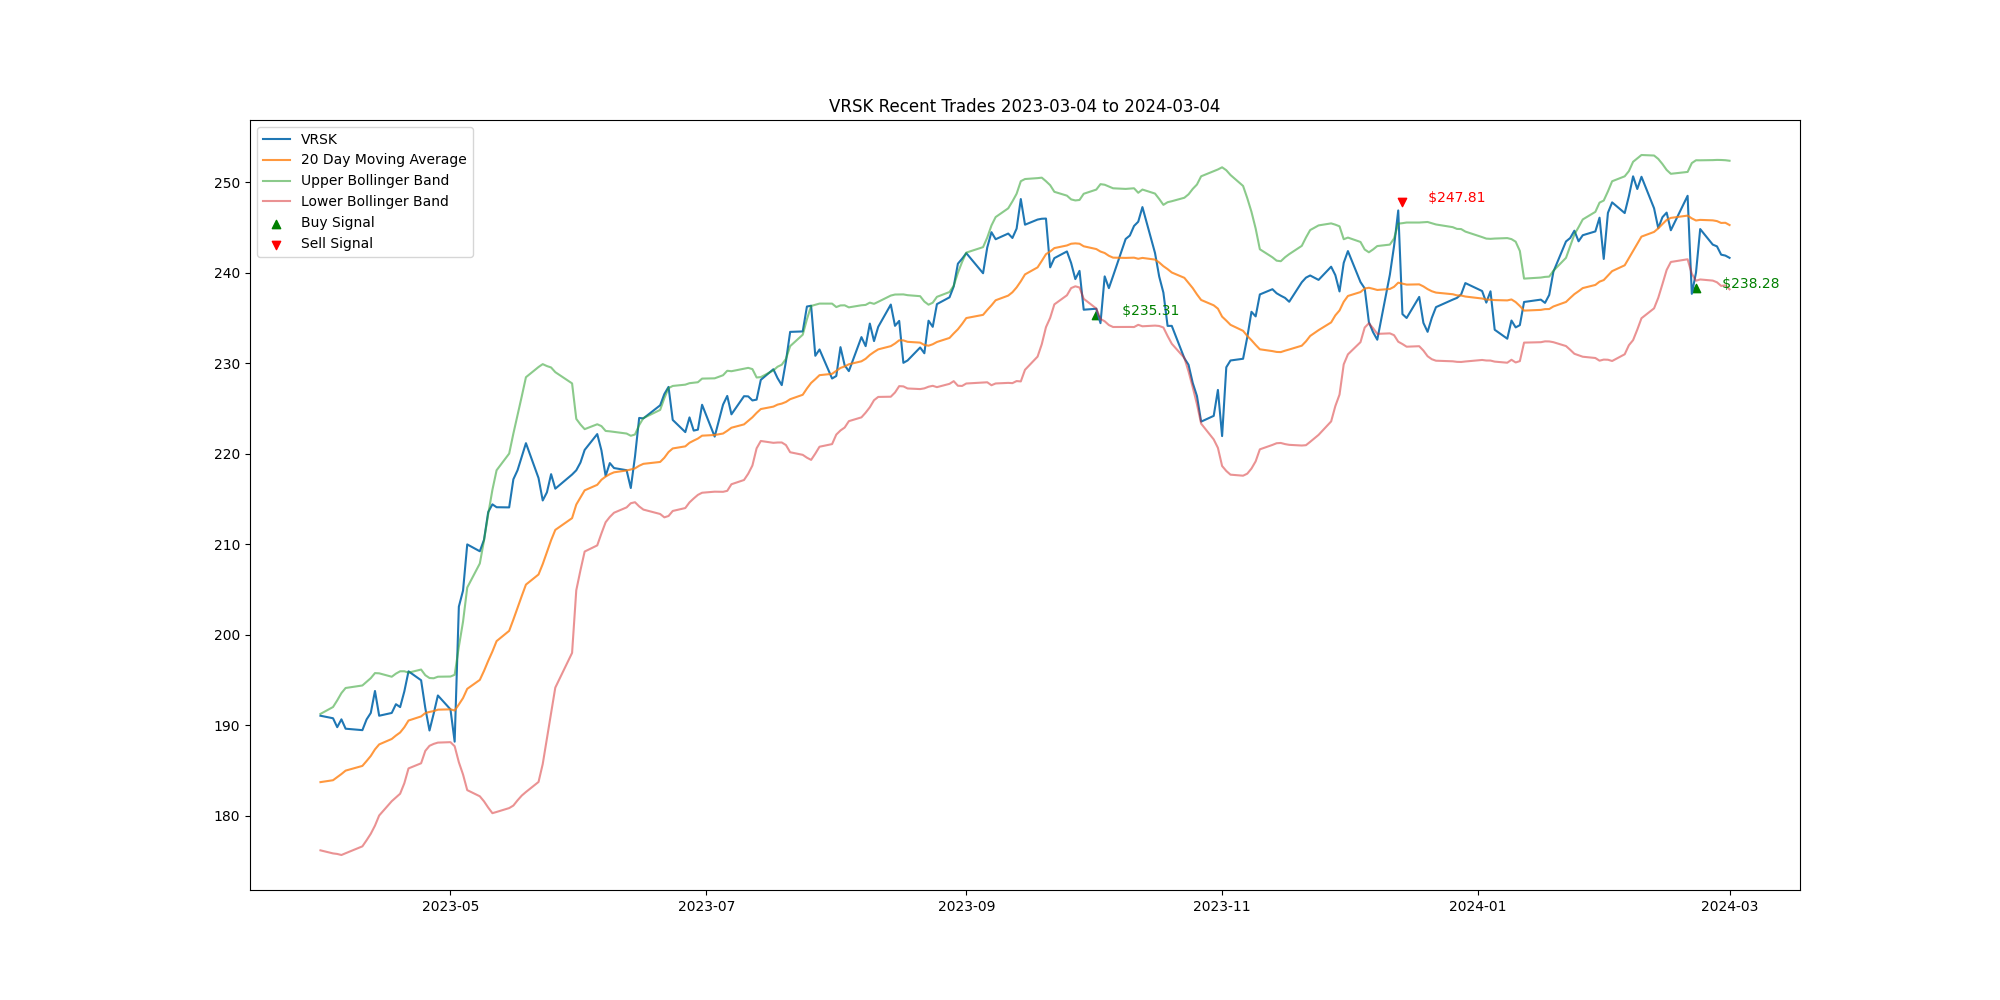 VRSK Recent Trades 2023-03-04 to 2024-03-04
VRSK
20 Day Moving Average
Upper Bollinger Band
Lower Bollinger Band
Buy Signal
Sell Signal
$247.81
$238.28
$235.31
250
240
230
220
210
200
190
180
2023-05
2023-07
2023-09
2023-11
2024-01
2024-03